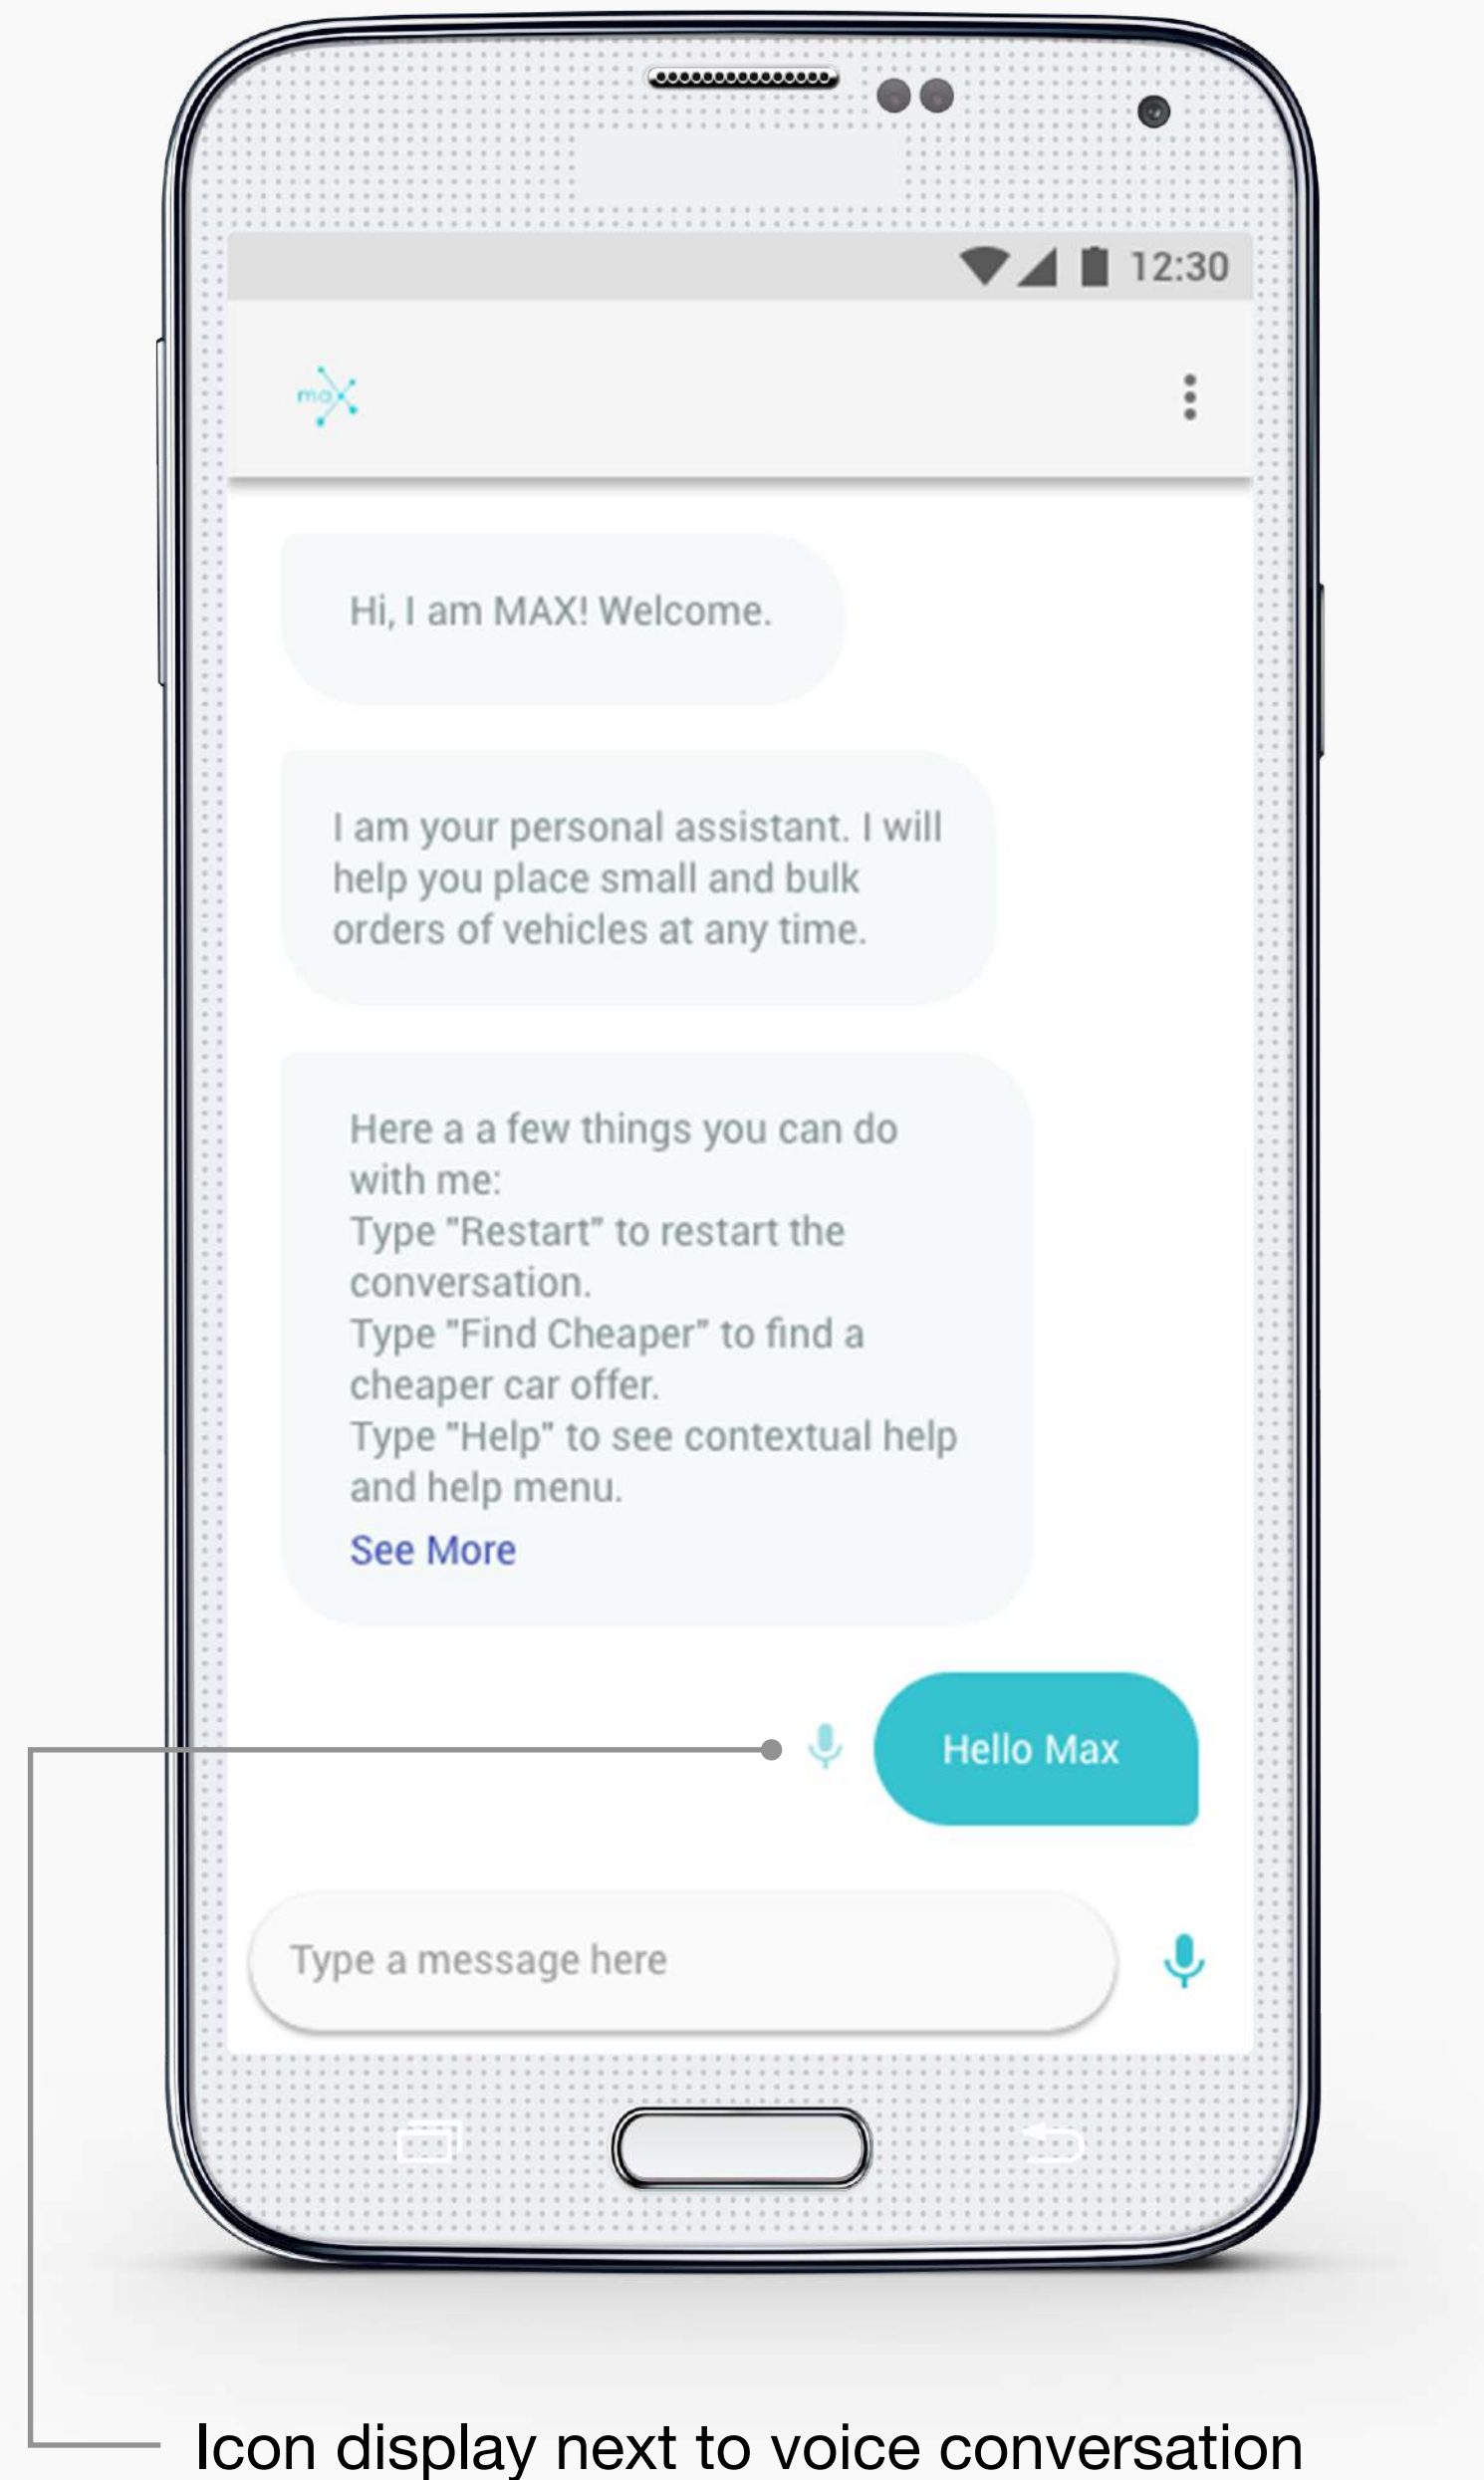 12:30
max
Hi, I am MAX! Welcome.
I am your personal assistant. I will
help you place small and bulk
orders of vehicles at any time.
Here a a few things you can do
with me:
Type "Restart" to restart the
conversation.
Type "Find Cheaper" to find a
cheaper car offer.
Type "Help" to see contextual help
and help menu.
See More
Hello Max
Type a message here
Icon display next to voice conversation